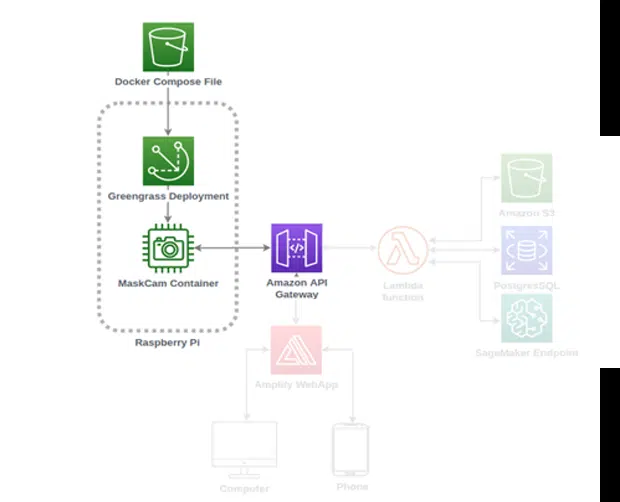 Docker Compose File
Greengrass Deployment
MaskCam Container
Raspberry Pi
Amazon API
Gateway
Lambda
function
Amazon S3
PostgresSQL
SageMaker Endpoint
Amplify WebApp
Computer
Phone